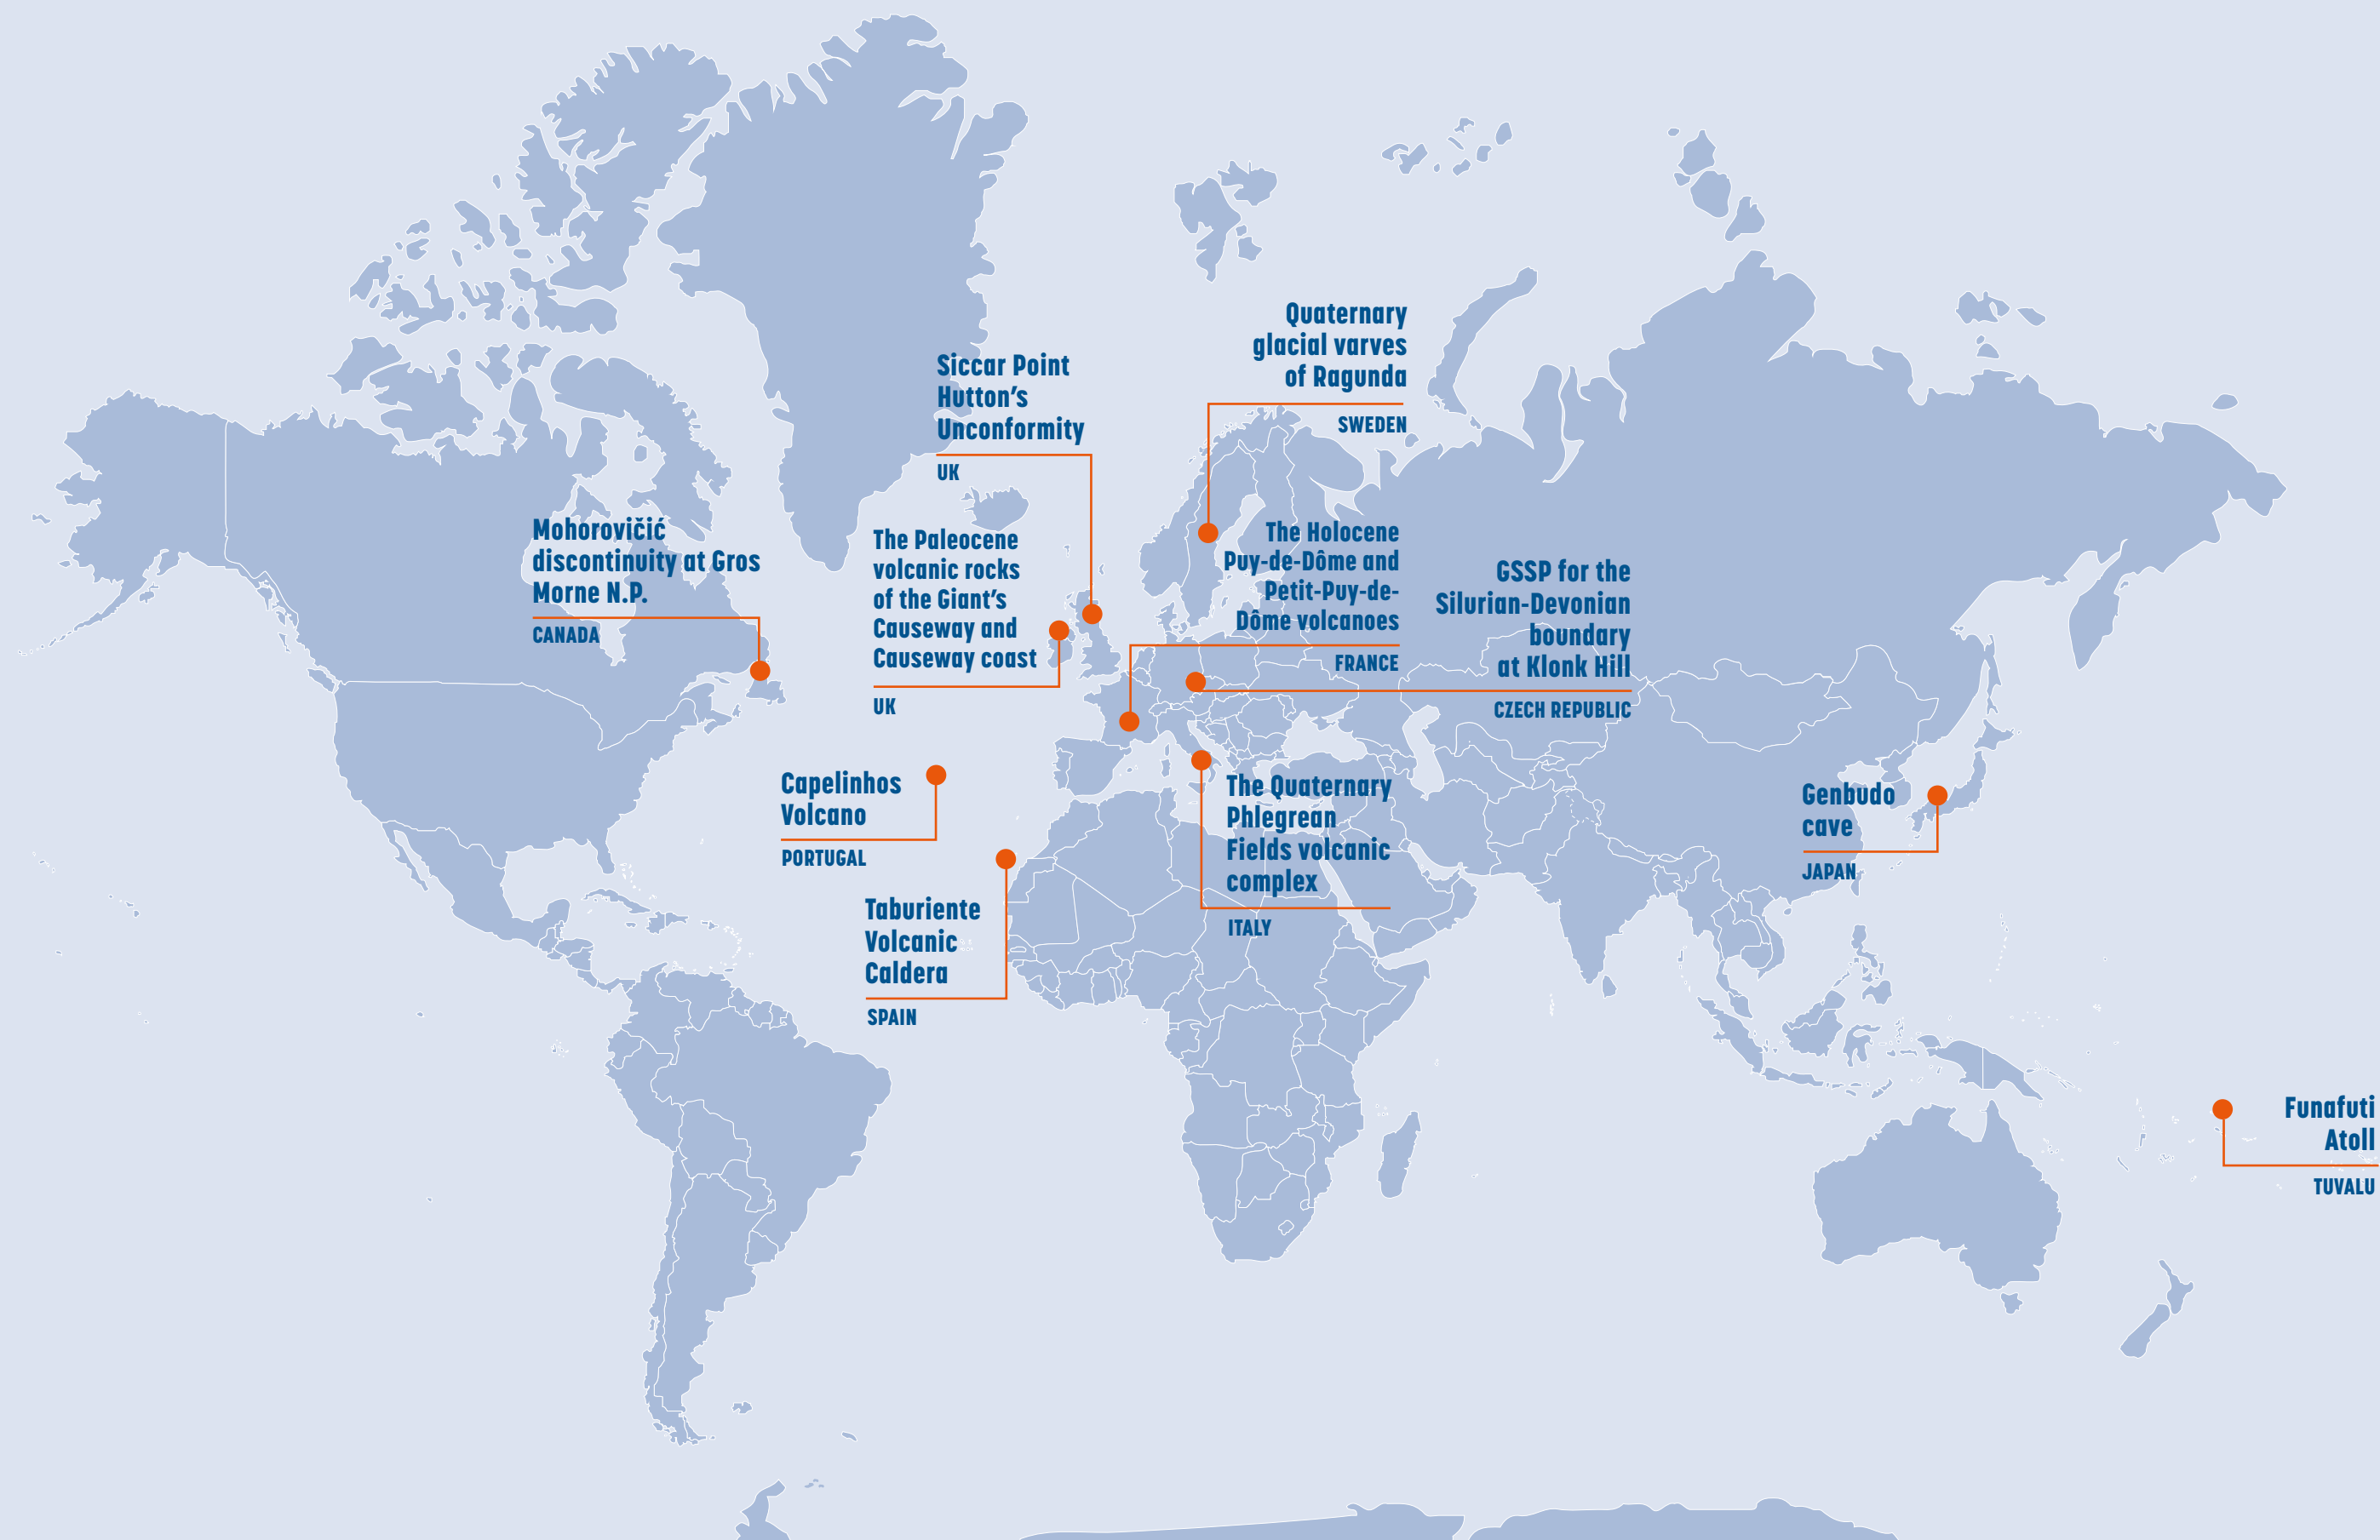 Quaternary
glacial varves
of Ragunda
SWEDEN
Siccar Point
Hutton’s
Unconformity
UK
Mohorovičić
discontinuity at Gros
Morne N.P.
CANADA
The Paleocene
volcanic rocks
of the Giant’s
Causeway and
Causeway coast
UK
The Holocene
Puy-de-Dôme and
Petit-Puy-de-
Dôme volcanoes
FRANCE
GSSP for the
Silurian-Devonian
boundary
at Klonk Hill
CZECH REPUBLIC
Capelinhos
Volcano
PORTUGAL
The Quaternary
Phlegrean
Fields volcanic
complex
ITALY
Genbudo
cave
JAPAN
Taburiente
Volcanic
Caldera
SPAIN
Funafuti
Atoll
TUVALU